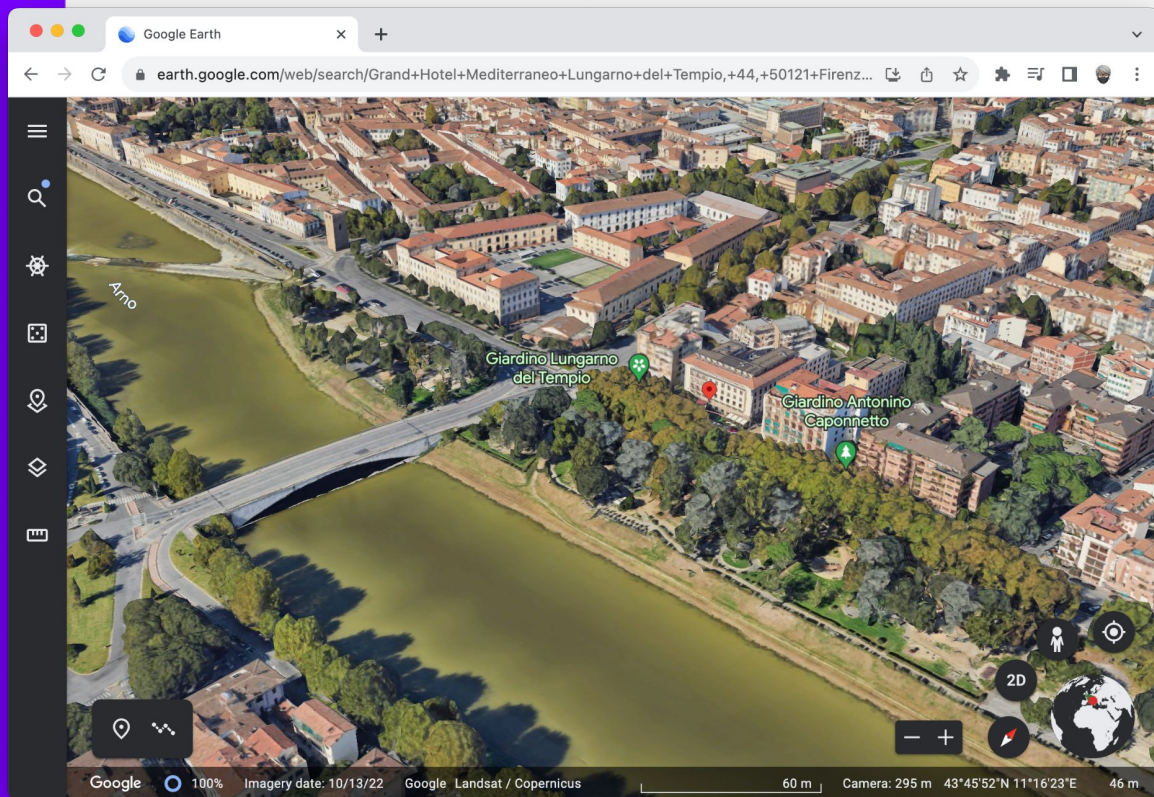 Google Earth
earth.google.com/web/search/Grand+Hotel+Mediterraneo+Lungarno+del+Tempio,+44,+50121+Firenz...
Arno
Giardino Lungarno
del Tempio
Giardino Antonino
Caponnetto
2D
Google 100% Imagery date: 10/13/22 Google Landsat / Copernicus 60 m Camera: 295 m 43°45'52"N 11°16'23"E 46 m